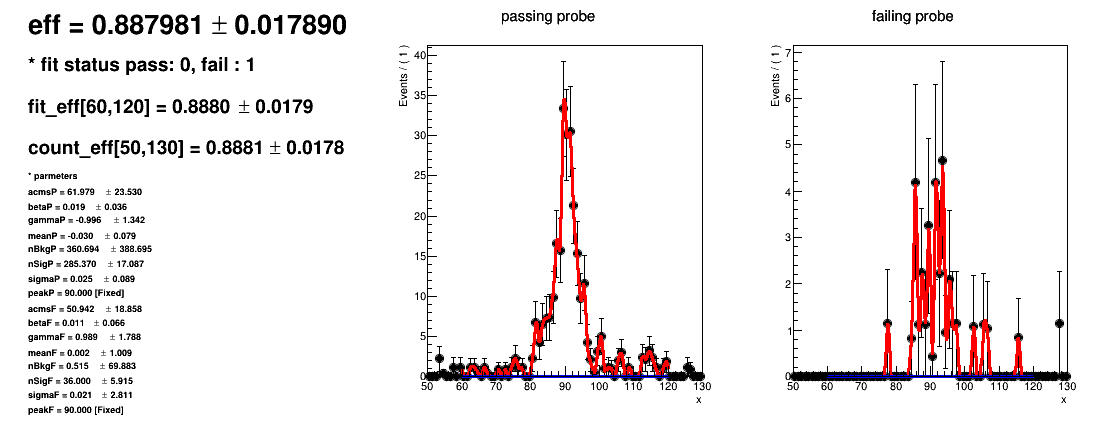 eff = 0.887981 ± 0.017890
* fit status pass: 0, fail : 1
fit_eff[60,120] = 0.8880 ± 0.0179
count_eff[50,130] = 0.8881 ± 0.0178
* parmeters
acmsP = 61.979 ± 23.530
betaP = 0.019 ± 0.036
gammaP = -0.996 ± 1.342
meanP = -0.030 ± 0.079
nBkgP = 360.694 ± 388.695
nSigP = 285.370 ± 17.087
sigmaP = 0.025 ± 0.089
peakP = 90.000 [Fixed]
acmsF = 50.942 ± 18.858
betaF = 0.011 ± 0.066
gammaF = 0.989 ± 1.788
meanF = 0.002 ± 1.009
nBkgF = 0.515 ± 69.883
nSigF = 36.000 ± 5.915
sigmaF = 0.021 ± 2.811
peakF = 90.000 [Fixed]
passing probe
Events / ( 1 )
40
35
30
25
20
15
10
5
0
50 60 70 80 90 100 110 120 130
x
failing probe
Events / ( 1 )
7
6
5
4
3
2
1
0
50 60 70 80 90 100 110 120 130
x